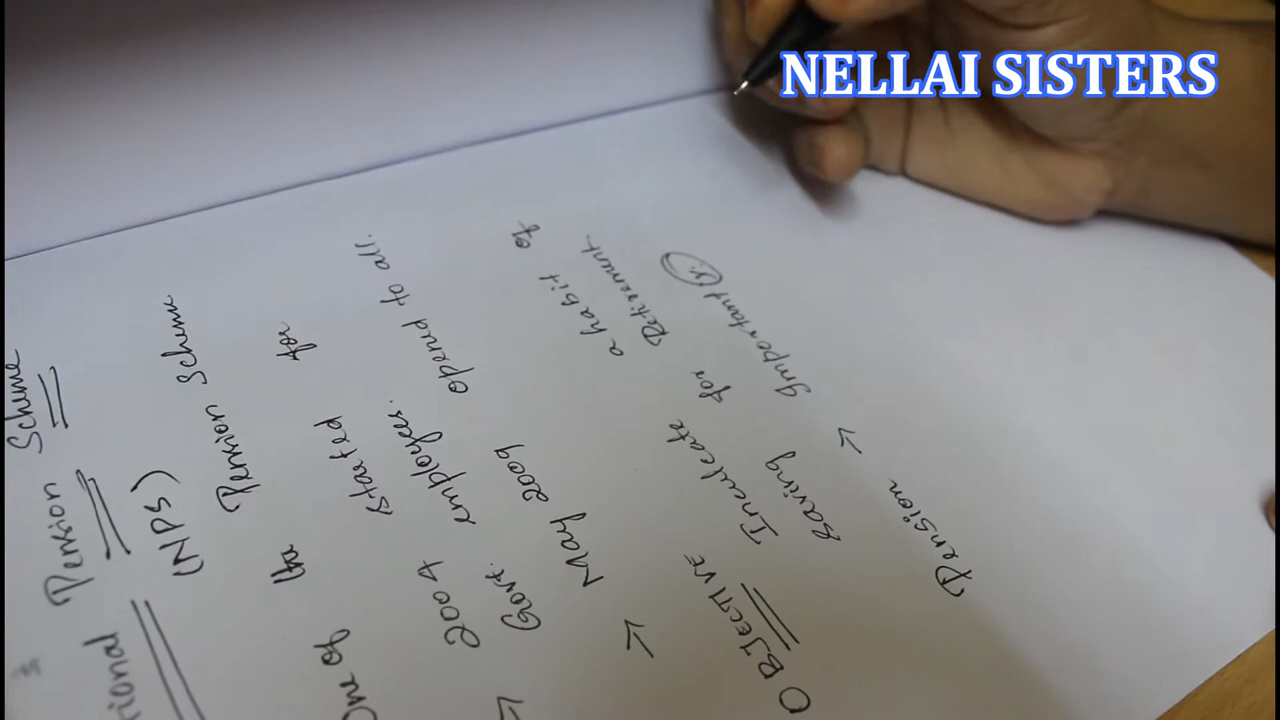 NELLAI SISTERS
tional Pension Scheme
(NPS)
One of the Pension Scheme
→ 2004 started for
Govt. employees.
→ May 2009 opened to all.
OBJECTIVE
Inculcate a habit of
saving for Retirement
→ Important (x:
Pension